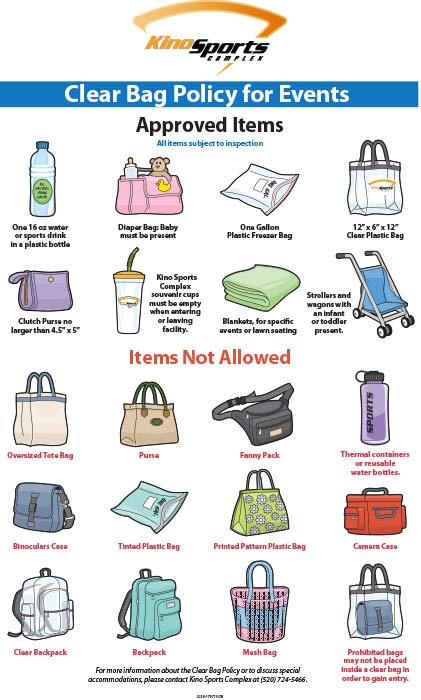 KinoSports
COMPLEX
Clear Bag Policy for Events
Approved Items
All items subject to inspection
One 16 oz water
or sports drink
in a plastic bottle
Diaper Bag: Baby
must be present
One Gallon
Plastic Freezer Bag
12" x 6" x 12"
Clear Plastic Bag
Clutch Purse no
larger than 4.5" x 5"
Kino Sports
Complex
souvenir cups
must be empty
when entering
or leaving
facility.
Blankets, for specific
events or lawn seating
Strollers and
wagons with
an infant
or toddler
present.
Items Not Allowed
Oversized Tote Bag
Purse
Fanny Pack
SPORTS
Thermal containers
or reusable
water bottles.
Binoculars Case
Tinted Plastic Bag
Printed Pattern Plastic Bag
Camera Case
Clear Backpack
Backpack
Mesh Bag
Prohibited bags
may not be placed
inside a clear bag in
order to gain entry.
For more information about the Clear Bag Policy or to discuss special
accommodations, please contact Kino Sports Complex at (520) 724-5466.